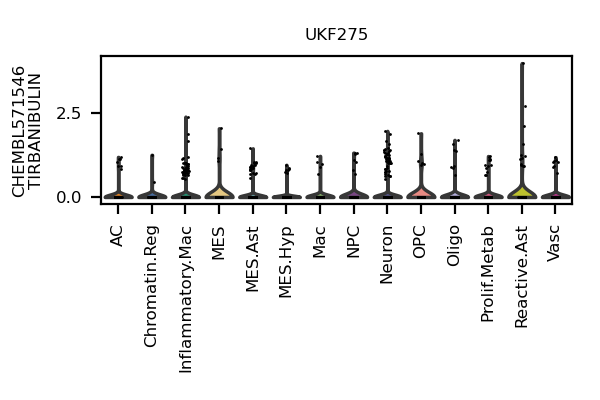 UKF275
CHEMBL571546
TIRBANIBULIN
2.5
0.0
AC
Chromatin.Reg
Inflammatory.Mac
MES
MES.Ast
MES.Hyp
Mac
NPC
Neuron
OPC
Oligo
Prolif.Metab
Reactive.Ast
Vasc